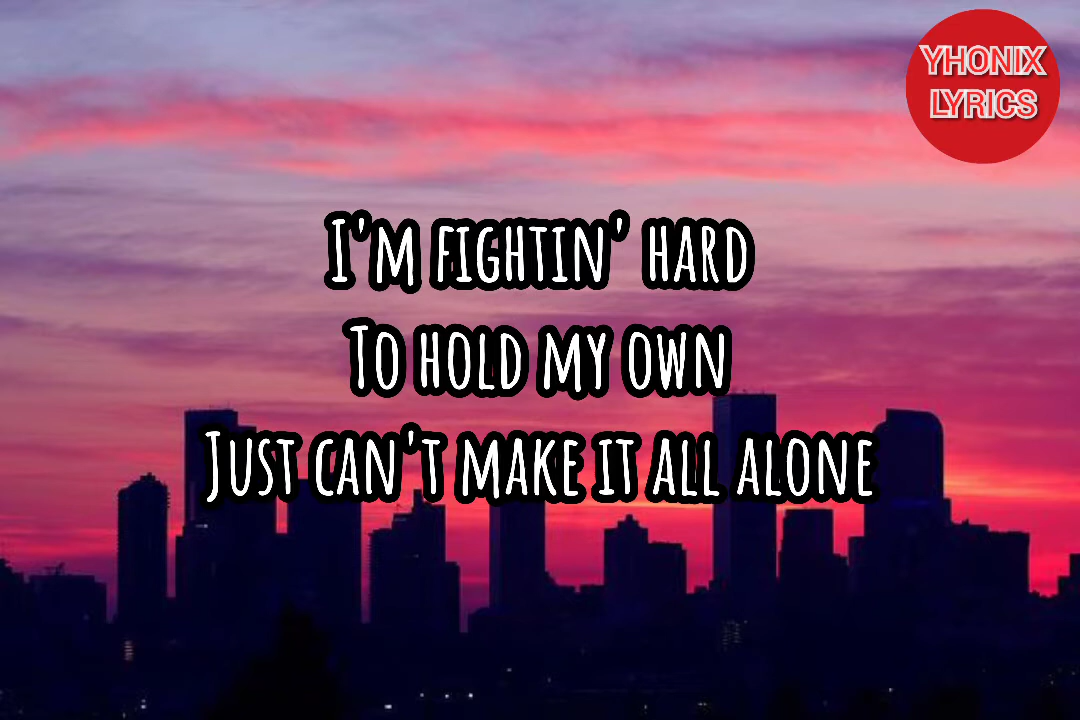 YHONIX
LYRICS
I'm fightin' hard
To hold my own
Just can't make it all alone